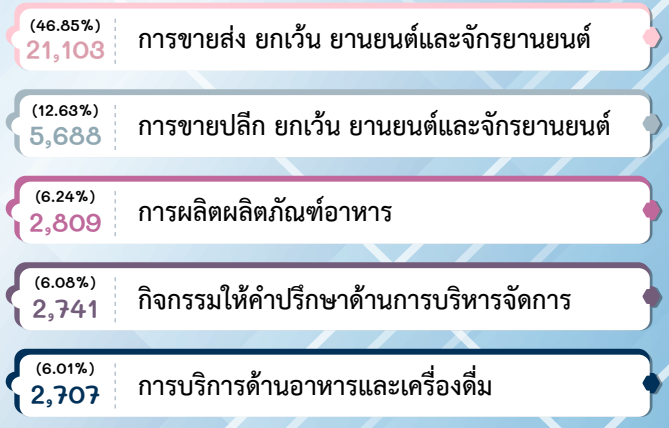 (46.85%)
21,103
การขายส่ง ยกเว้น ยานยนต์และจักรยานยนต์
(12.63%)
5,688
การขายปลีก ยกเว้น ยานยนต์และจักรยานยนต์
(6.24%)
2,809
การผลิตผลิตภัณฑ์อาหาร
(6.08%)
2,741
กิจกรรมให้คำปรึกษาด้านการบริหารจัดการ
(6.01%)
2,707
การบริการด้านอาหารและเครื่องดื่ม